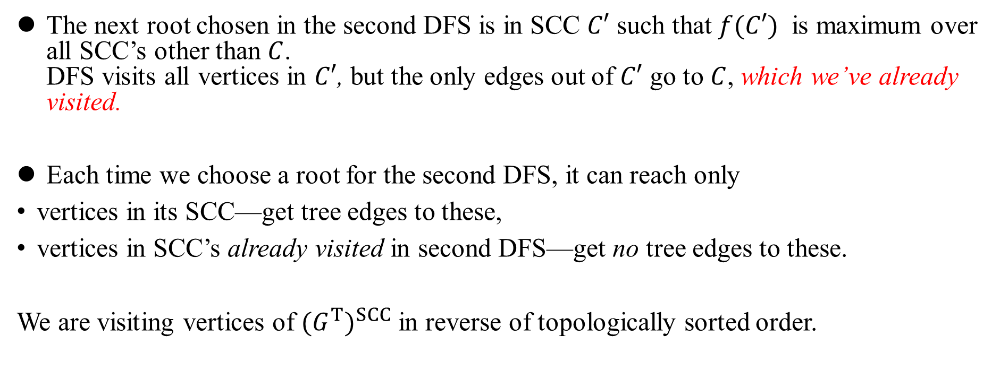 ● The next root chosen in the second DFS is in SCC C′ such that f(C′) is maximum over
all SCC’s other than C.
DFS visits all vertices in C′, but the only edges out of C′ go to C, which we’ve already
visited.
● Each time we choose a root for the second DFS, it can reach only
• vertices in its SCC—get tree edges to these,
• vertices in SCC’s already visited in second DFS—get no tree edges to these.
We are visiting vertices of (Gᵀ)ˢᶜᶜ in reverse of topologically sorted order.